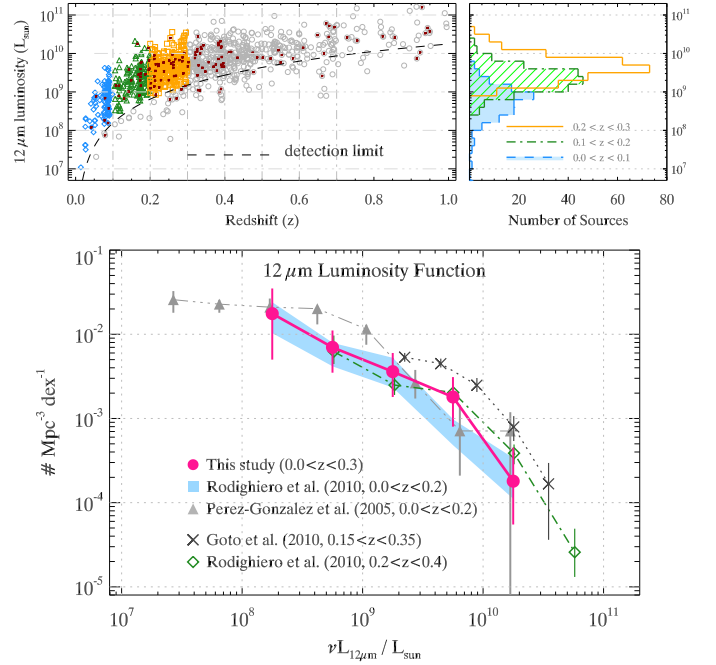 12 μm luminosity (L_sun)
10^11
10^10
10^9
10^8
10^7
detection limit
0.0 0.2 0.4 0.6 0.8 1.0
Redshift (z)
10^11
10^10
10^9
10^8
10^7
0.2 < z < 0.3
0.1 < z < 0.2
0.0 < z < 0.1
0 20 40 60 80
Number of Sources
12 μm Luminosity Function
# Mpc^-3 dex^-1
10^-1
10^-2
10^-3
10^-4
10^-5
This study (0.0<z<0.3)
Rodighiero et al. (2010, 0.0<z<0.2)
Perez-Gonzalez et al. (2005, 0.0<z<0.2)
Goto et al. (2010, 0.15<z<0.35)
Rodighiero et al. (2010, 0.2<z<0.4)
10^7 10^8 10^9 10^10 10^11
νL_12μm / L_sun